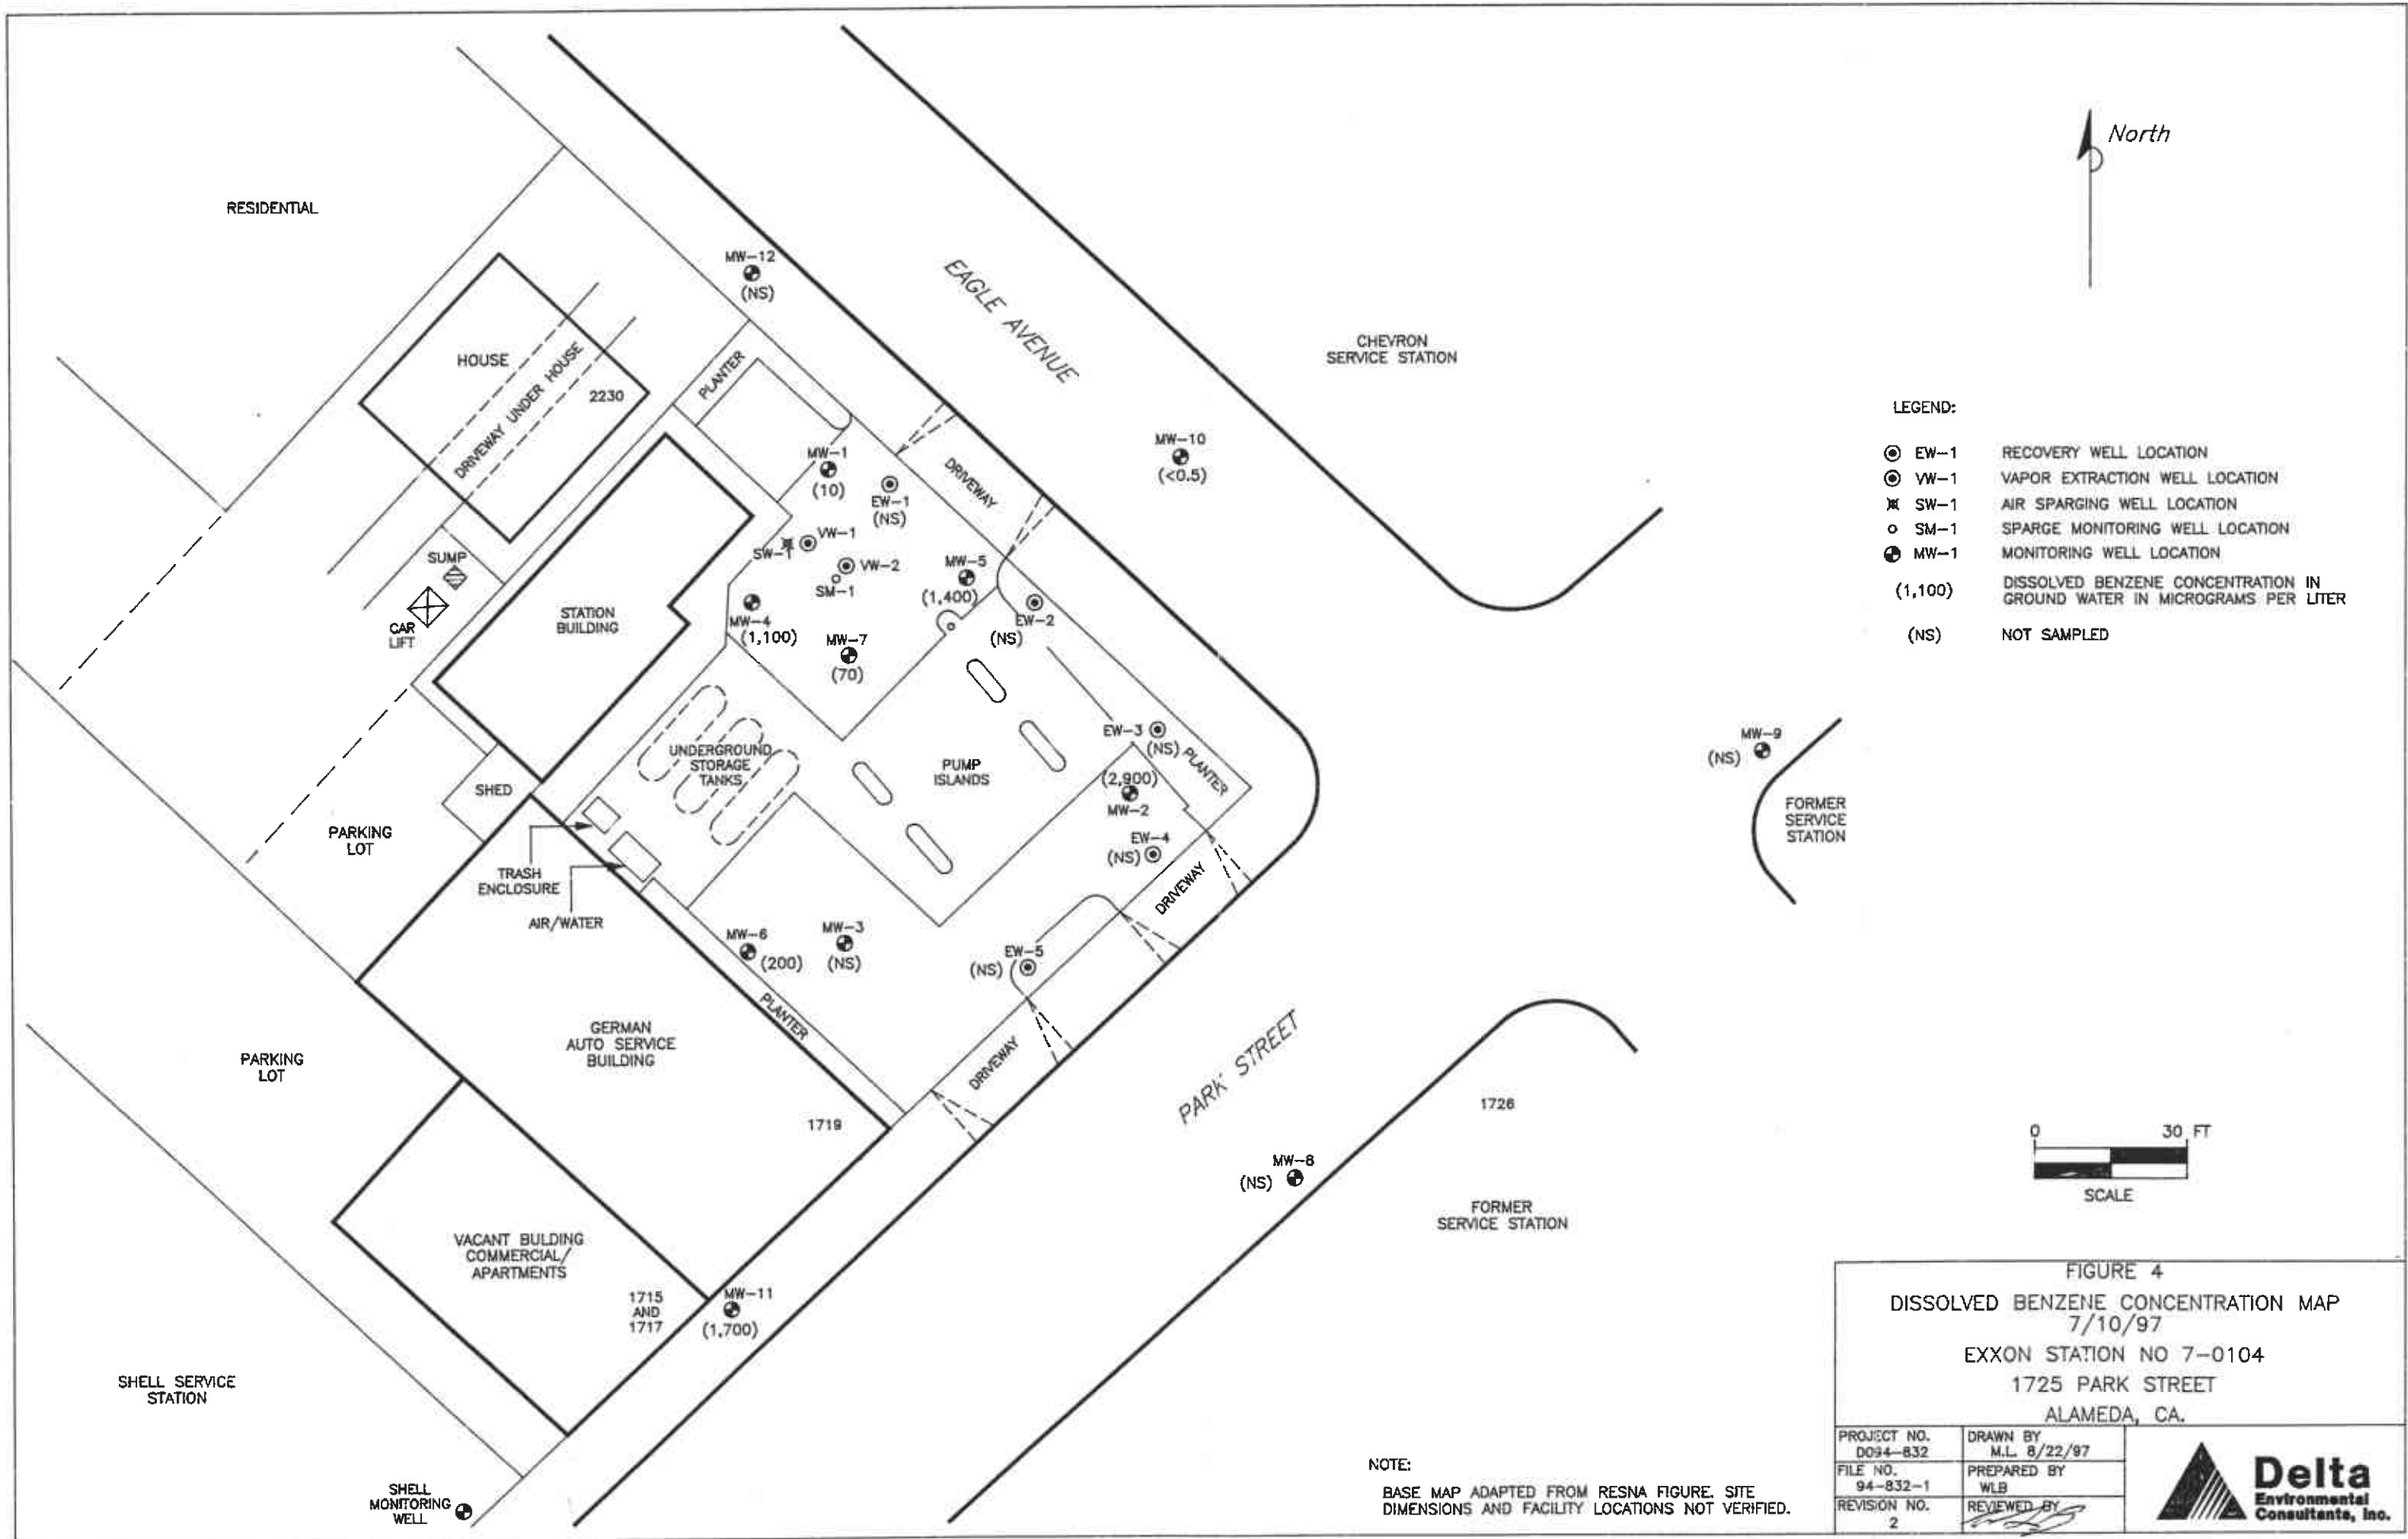 RESIDENTIAL
MW-12
(NS)
EAGLE AVENUE
North
CHEVRON
SERVICE STATION
HOUSE
2230
DRIVEWAY UNDER HOUSE
PLANTER
MW-1
(10)
EW-1
(NS)
DRIVEWAY
MW-10
(<0.5)
LEGEND:
EW-1 RECOVERY WELL LOCATION
VW-1 VAPOR EXTRACTION WELL LOCATION
SW-1 AIR SPARGING WELL LOCATION
SM-1 SPARGE MONITORING WELL LOCATION
MW-1 MONITORING WELL LOCATION
(1,100) DISSOLVED BENZENE CONCENTRATION IN
GROUND WATER IN MICROGRAMS PER LITER
(NS) NOT SAMPLED
SUMP
CAR
LIFT
STATION
BUILDING
SW-1
VW-1
VW-2
SM-1
MW-5
(1,400)
EW-2
(NS)
MW-4
(1,100)
MW-7
(70)
UNDERGROUND
STORAGE
TANKS
PUMP
ISLANDS
EW-3
(NS)
PLANTER
(2,900)
MW-2
EW-4
(NS)
DRIVEWAY
MW-9
(NS)
FORMER
SERVICE
STATION
SHED
PARKING
LOT
TRASH
ENCLOSURE
AIR/WATER
MW-6
(200)
MW-3
(NS)
EW-5
(NS)
PLANTER
DRIVEWAY
GERMAN
AUTO SERVICE
BUILDING
1719
PARKING
LOT
PARK STREET
1726
MW-8
(NS)
FORMER
SERVICE STATION
0 30 FT
SCALE
VACANT BULDING
COMMERCIAL/
APARTMENTS
1715
AND
1717
MW-11
(1,700)
SHELL SERVICE
STATION
SHELL
MONITORING
WELL
NOTE:
BASE MAP ADAPTED FROM RESNA FIGURE. SITE
DIMENSIONS AND FACILITY LOCATIONS NOT VERIFIED.
FIGURE 4
DISSOLVED BENZENE CONCENTRATION MAP
7/10/97
EXXON STATION NO 7-0104
1725 PARK STREET
ALAMEDA, CA.
PROJECT NO.
D094-832
DRAWN BY
M.L. 8/22/97
FILE NO.
94-832-1
PREPARED BY
WLB
REVISION NO.
2
REVIEWED BY
Delta
Environmental
Consultants, Inc.